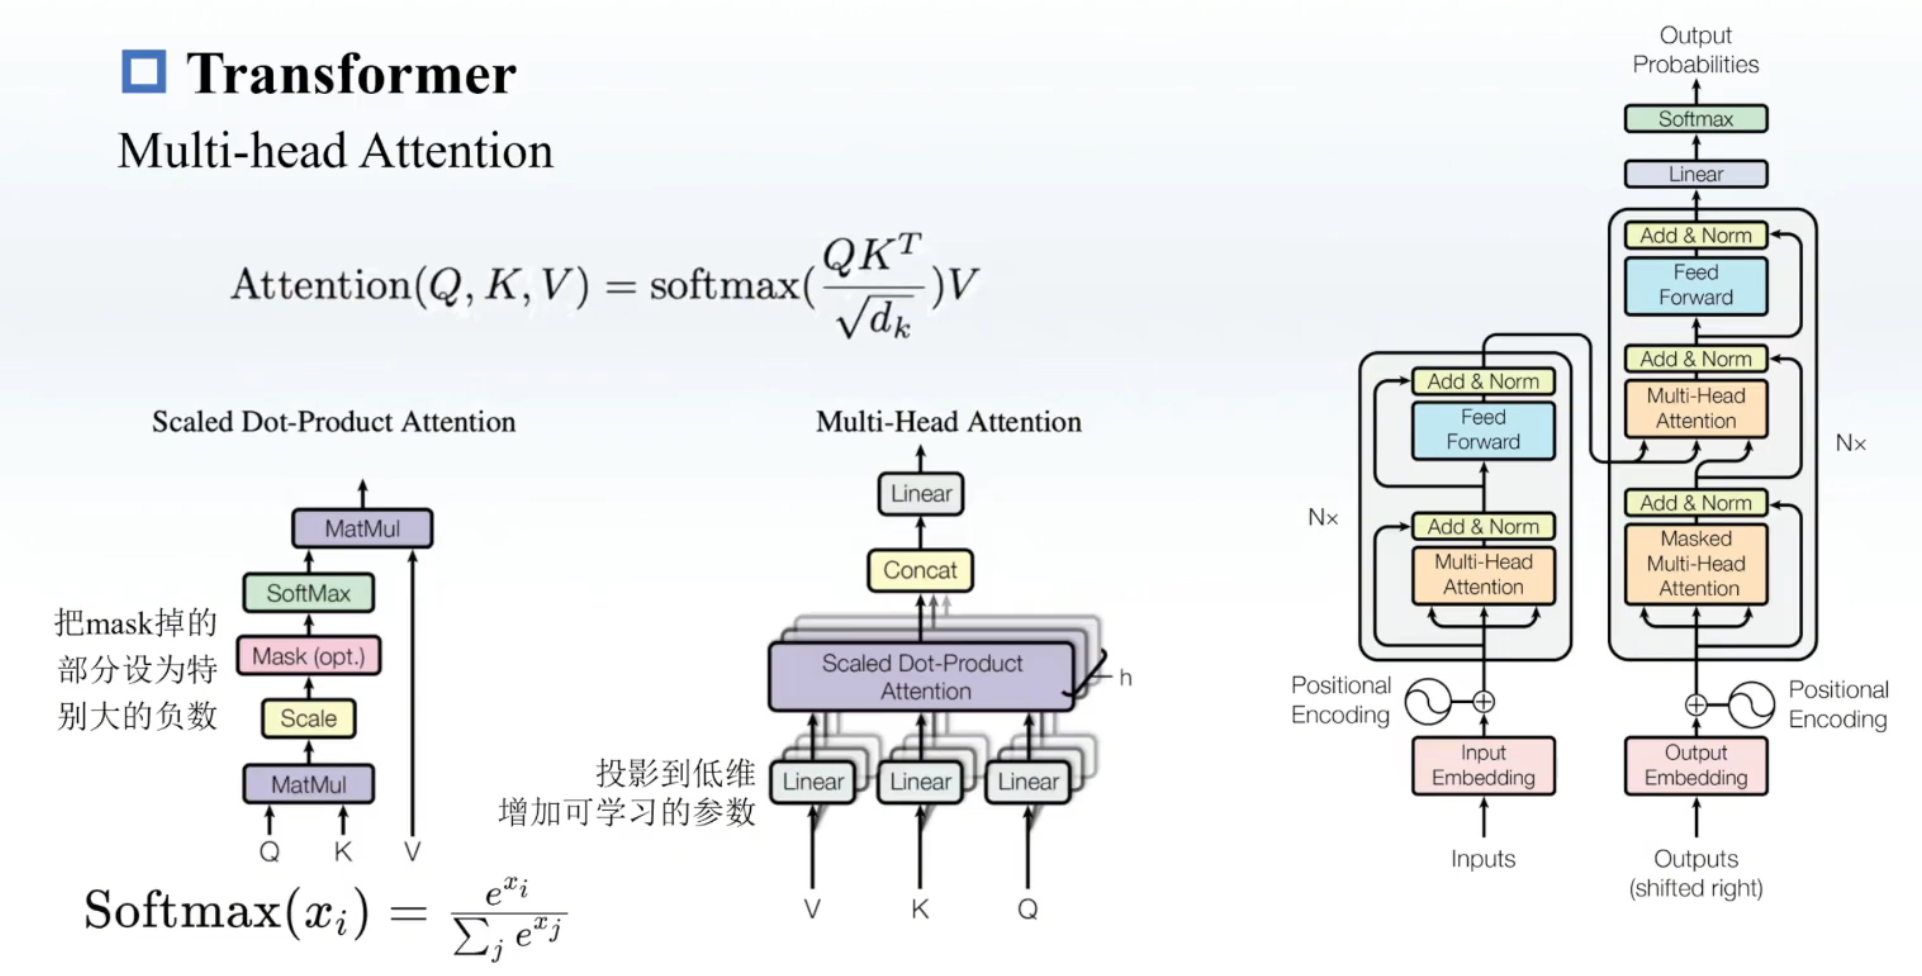 Transformer
Multi-head Attention
Attention(Q, K, V) = softmax(\frac{QK^T}{\sqrt{d_k}})V
Scaled Dot-Product Attention
MatMul
SoftMax
Mask (opt.)
Scale
MatMul
Q K V
把mask掉的
部分设为特
别大的负数
Softmax(x_i) = \frac{e^{x_i}}{\sum_j e^{x_j}}
Multi-Head Attention
Linear
Concat
Scaled Dot-Product
Attention
h
Linear Linear Linear
V K Q
投影到低维
增加可学习的参数
Output
Probabilities
Softmax
Linear
Add & Norm
Feed
Forward
Add & Norm
Multi-Head
Attention
N×
Add & Norm
Masked
Multi-Head
Attention
Positional
Encoding
Output
Embedding
Outputs
(shifted right)
Add & Norm
Feed
Forward
N×
Add & Norm
Multi-Head
Attention
Positional
Encoding
Input
Embedding
Inputs